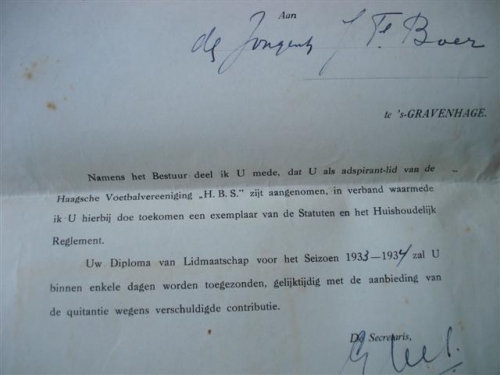 Aan
de Jongeh J. Te Boer
te 's-GRAVENHAGE.
Namens het Bestuur deel ik U mede, dat U als adspirant-lid van de
Haagsche Voetbalvereeniging „H. B. S." zijt aangenomen, in verband waarmede
ik U hierbij doe toekomen een exemplaar van de Statuten en het Huishoudelijk
Reglement.
Uw Diploma van Lidmaatschap voor het Seizoen 1933—1934 zal U
binnen enkele dagen worden toegezonden, gelijktijdig met de aanbieding van
de quitantie wegens verschuldigde contributie.
De Secretaris,